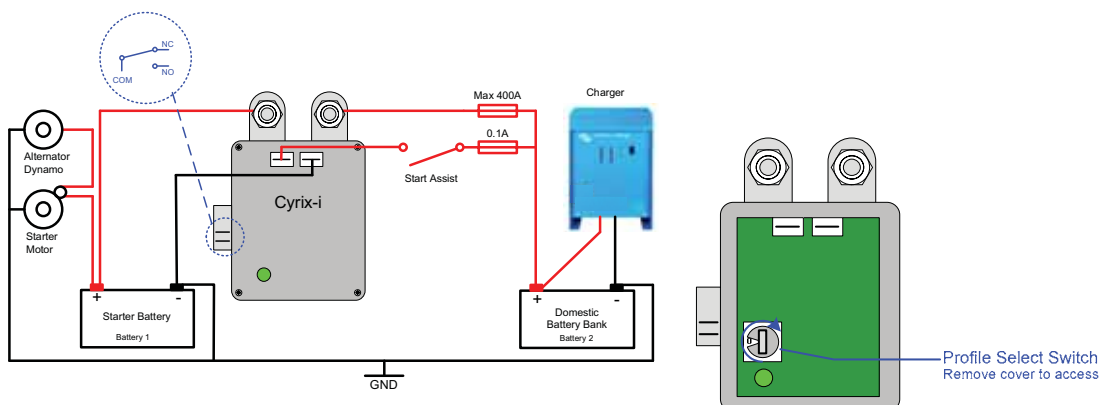 NC
NO
COM
Max 400A
Charger
0.1A
Start Assist
Alternator
Dynamo
Cyrix-i
Starter
Motor
+
-
Starter Battery
Battery 1
+
-
Domestic
Battery Bank
Battery 2
GND
Profile Select Switch
Remove cover to access